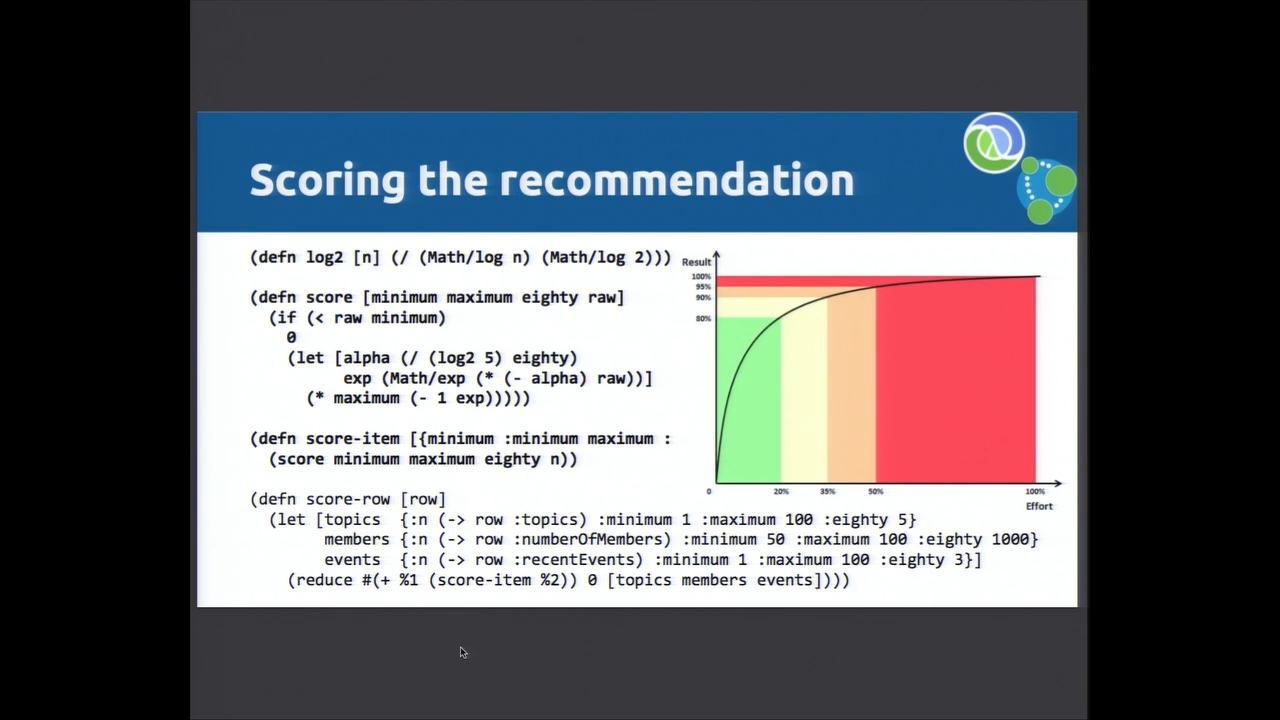 Scoring the recommendation
(defn log2 [n] (/ (Math/log n) (Math/log 2)))
(defn score [minimum maximum eighty raw]
(if (< raw minimum)
0
(let [alpha (/ (log2 5) eighty)
exp (Math/exp (* (- alpha) raw))]
(* maximum (- 1 exp)))))
(defn score-item [{minimum :minimum maximum :
(score minimum maximum eighty n))
(defn score-row [row]
(let [topics {:n (-> row :topics) :minimum 1 :maximum 100 :eighty 5}
members {:n (-> row :numberOfMembers) :minimum 50 :maximum 100 :eighty 1000}
events {:n (-> row :recentEvents) :minimum 1 :maximum 100 :eighty 3}]
(reduce #(+ %1 (score-item %2)) 0 [topics members events])))
Result
100%
95%
90%
80%
0 20% 35% 50% 100%
Effort